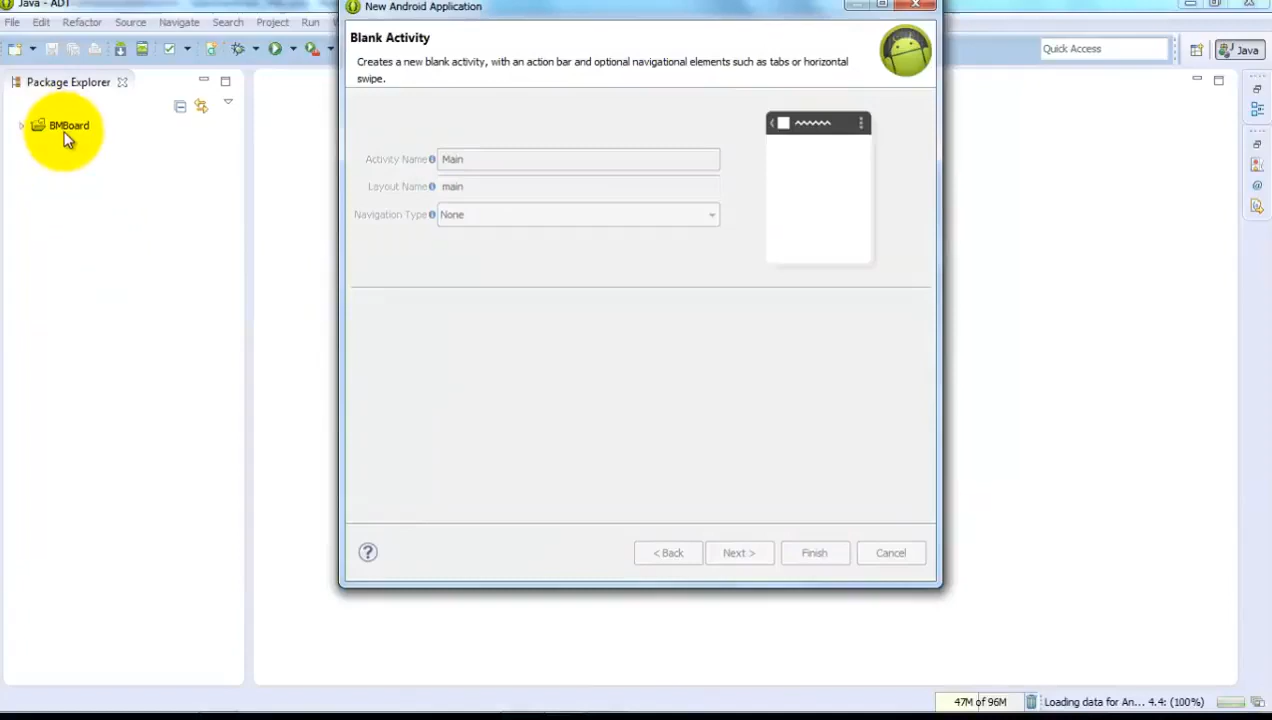 Java - ADT
New Android Application
File Edit Refactor Source Navigate Search Project Run
Blank Activity
Creates a new blank activity, with an action bar and optional navigational elements such as tabs or horizontal
swipe.
Quick Access
Java
Package Explorer
BMBoard
Activity Name Main
Layout Name main
Navigation Type None
< Back
Next >
Finish
Cancel
47M of 96M
Loading data for An... 4.4: (100%)